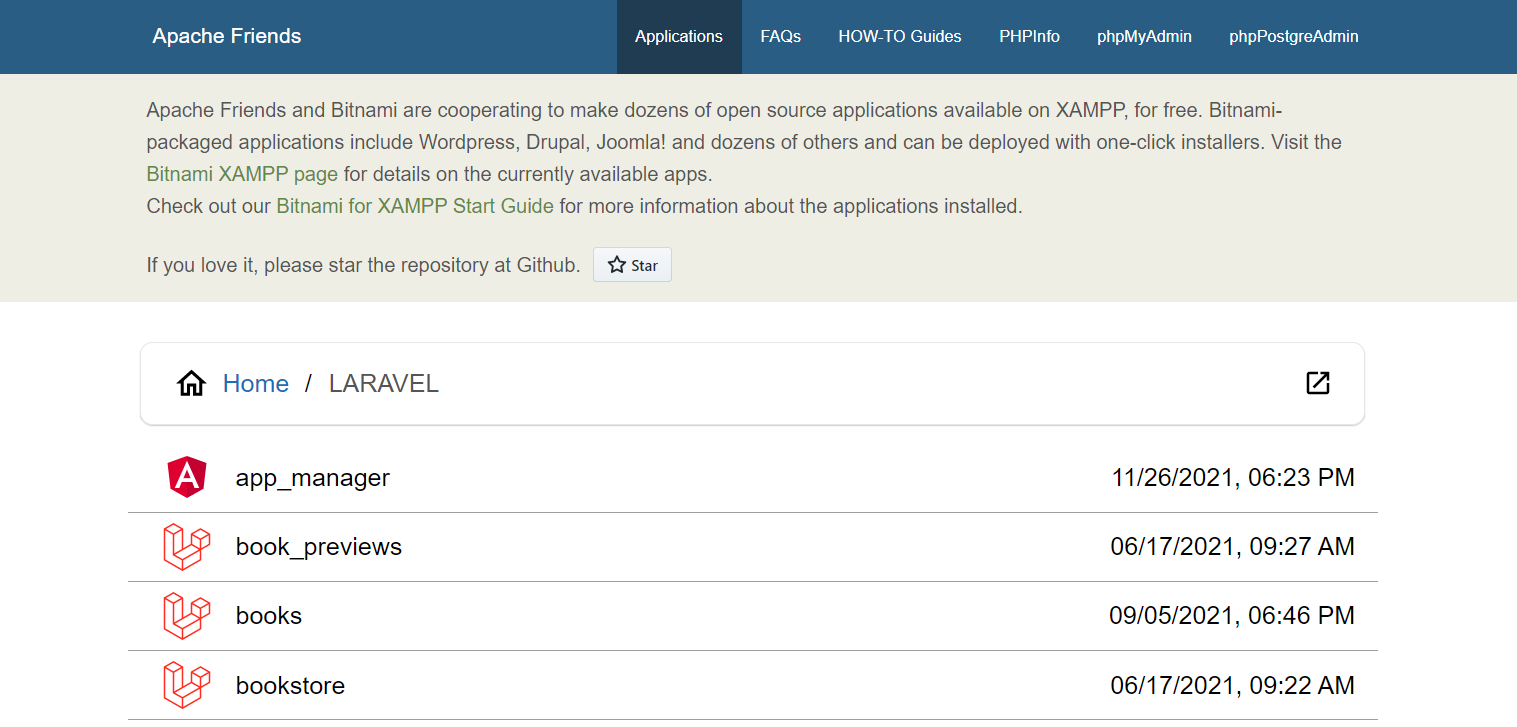 Apache Friends
Applications
FAQs
HOW-TO Guides
PHPInfo
phpMyAdmin
phpPostgreAdmin
Apache Friends and Bitnami are cooperating to make dozens of open source applications available on XAMPP, for free. Bitnami-
packaged applications include Wordpress, Drupal, Joomla! and dozens of others and can be deployed with one-click installers. Visit the
Bitnami XAMPP page for details on the currently available apps.
Check out our Bitnami for XAMPP Start Guide for more information about the applications installed.
If you love it, please star the repository at Github. Star
Home / LARAVEL
app_manager 11/26/2021, 06:23 PM
book_previews 06/17/2021, 09:27 AM
books 09/05/2021, 06:46 PM
bookstore 06/17/2021, 09:22 AM